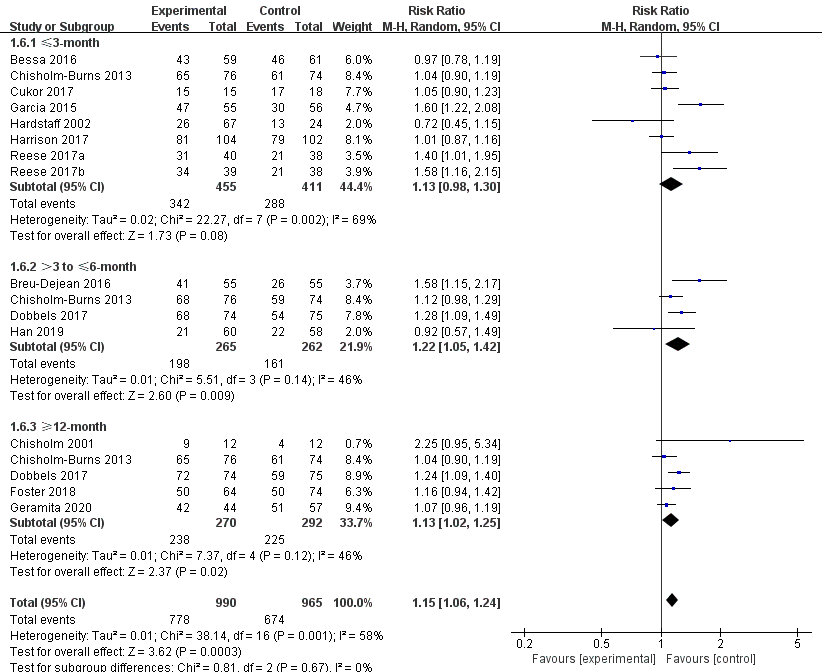 Experimental Control Risk Ratio Risk Ratio
Study or Subgroup Events Total Events Total Weight M-H, Random, 95% CI M-H, Random, 95% CI
1.6.1 ≤3-month
Bessa 2016 43 59 46 61 6.0% 0.97 [0.78, 1.19]
Chisholm-Burns 2013 65 76 61 74 8.4% 1.04 [0.90, 1.19]
Cukor 2017 15 15 17 18 7.8% 1.05 [0.90, 1.23]
Garcia 2015 47 55 30 56 4.7% 1.60 [1.22, 2.08]
Hardstaff 2002 26 67 13 24 2.0% 0.72 [0.45, 1.15]
Harrison 2017 81 104 79 102 8.1% 1.01 [0.87, 1.16]
Reese 2017a 31 40 21 38 3.6% 1.40 [1.01, 1.95]
Reese 2017b 34 39 21 38 3.9% 1.58 [1.16, 2.15]
Subtotal (95% CI) 455 411 44.4% 1.13 [0.98, 1.30]
Total events 342 288
Heterogeneity: Tau² = 0.02; Chi² = 22.27, df = 7 (P = 0.002); I² = 69%
Test for overall effect: Z = 1.73 (P = 0.08)
1.6.2 >3 to ≤6-month
Breu-Dejean 2016 41 55 26 55 3.7% 1.58 [1.15, 2.17]
Chisholm-Burns 2013 68 76 59 74 8.4% 1.12 [0.98, 1.29]
Dobbels 2017 68 74 54 75 7.8% 1.28 [1.09, 1.49]
Han 2019 21 60 22 58 2.0% 0.92 [0.57, 1.49]
Subtotal (95% CI) 265 262 21.9% 1.22 [1.05, 1.42]
Total events 198 161
Heterogeneity: Tau² = 0.01; Chi² = 5.51, df = 3 (P = 0.14); I² = 46%
Test for overall effect: Z = 2.60 (P = 0.009)
1.6.3 ≥12-month
Chisholm 2001 9 12 4 12 0.7% 2.25 [0.95, 5.34]
Chisholm-Burns 2013 65 76 61 74 8.4% 1.04 [0.90, 1.19]
Dobbels 2017 72 74 59 75 8.9% 1.24 [1.09, 1.40]
Foster 2018 50 64 50 74 6.3% 1.16 [0.94, 1.42]
Geramita 2020 42 44 51 57 9.4% 1.07 [0.96, 1.19]
Subtotal (95% CI) 270 292 33.7% 1.13 [1.02, 1.25]
Total events 238 225
Heterogeneity: Tau² = 0.01; Chi² = 7.37, df = 4 (P = 0.12); I² = 46%
Test for overall effect: Z = 2.37 (P = 0.02)
Total (95% CI) 990 965 100.0% 1.15 [1.06, 1.24]
Total events 778 674
Heterogeneity: Tau² = 0.01; Chi² = 38.14, df = 16 (P = 0.001); I² = 58%
Test for overall effect: Z = 3.62 (P = 0.0003)
Test for subgroup differences: Chi² = 0.81, df = 2 (P = 0.67), I² = 0%
0.2 0.5 1 2 5
Favours [experimental] Favours [control]